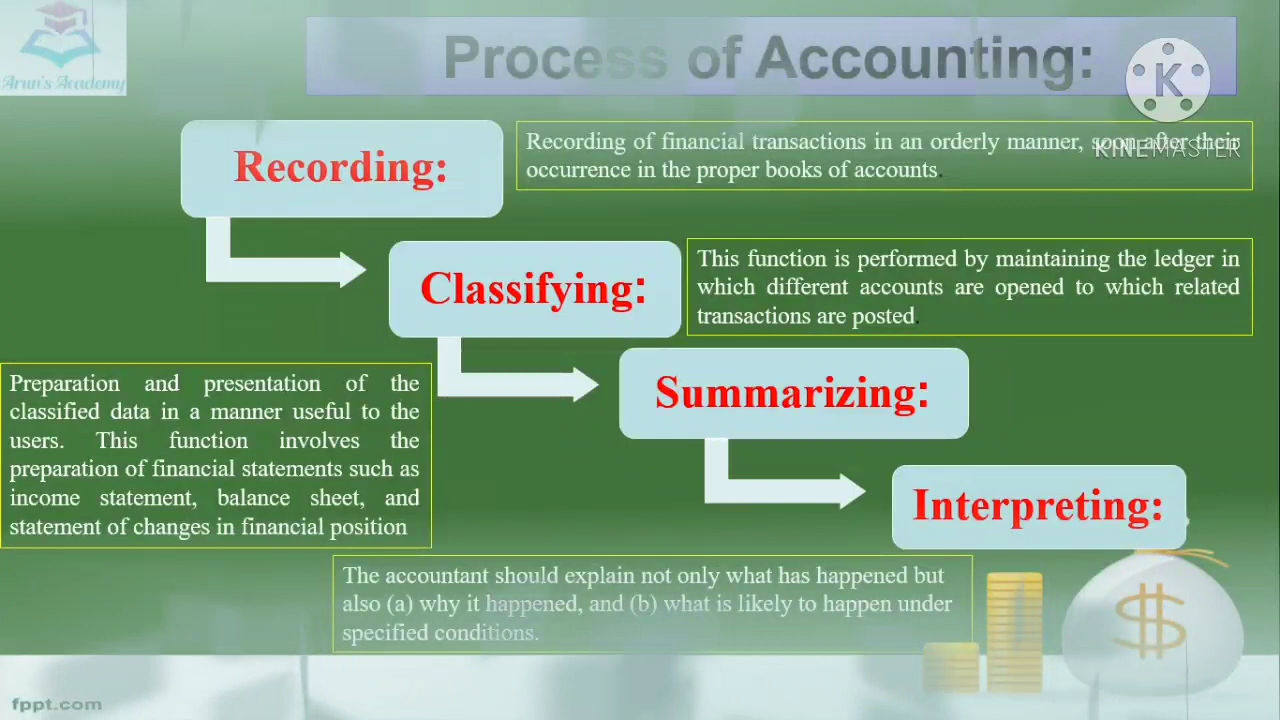 Arun's Academy
Process of Accounting:
K
KINEMASTER
Recording:
Recording of financial transactions in an orderly manner, soon after their
occurrence in the proper books of accounts.
Classifying:
This function is performed by maintaining the ledger in
which different accounts are opened to which related
transactions are posted.
Summarizing:
Preparation and presentation of the
classified data in a manner useful to the
users. This function involves the
preparation of financial statements such as
income statement, balance sheet, and
statement of changes in financial position
Interpreting:
The accountant should explain not only what has happened but
also (a) why it happened, and (b) what is likely to happen under
specified conditions.
$
fppt.com